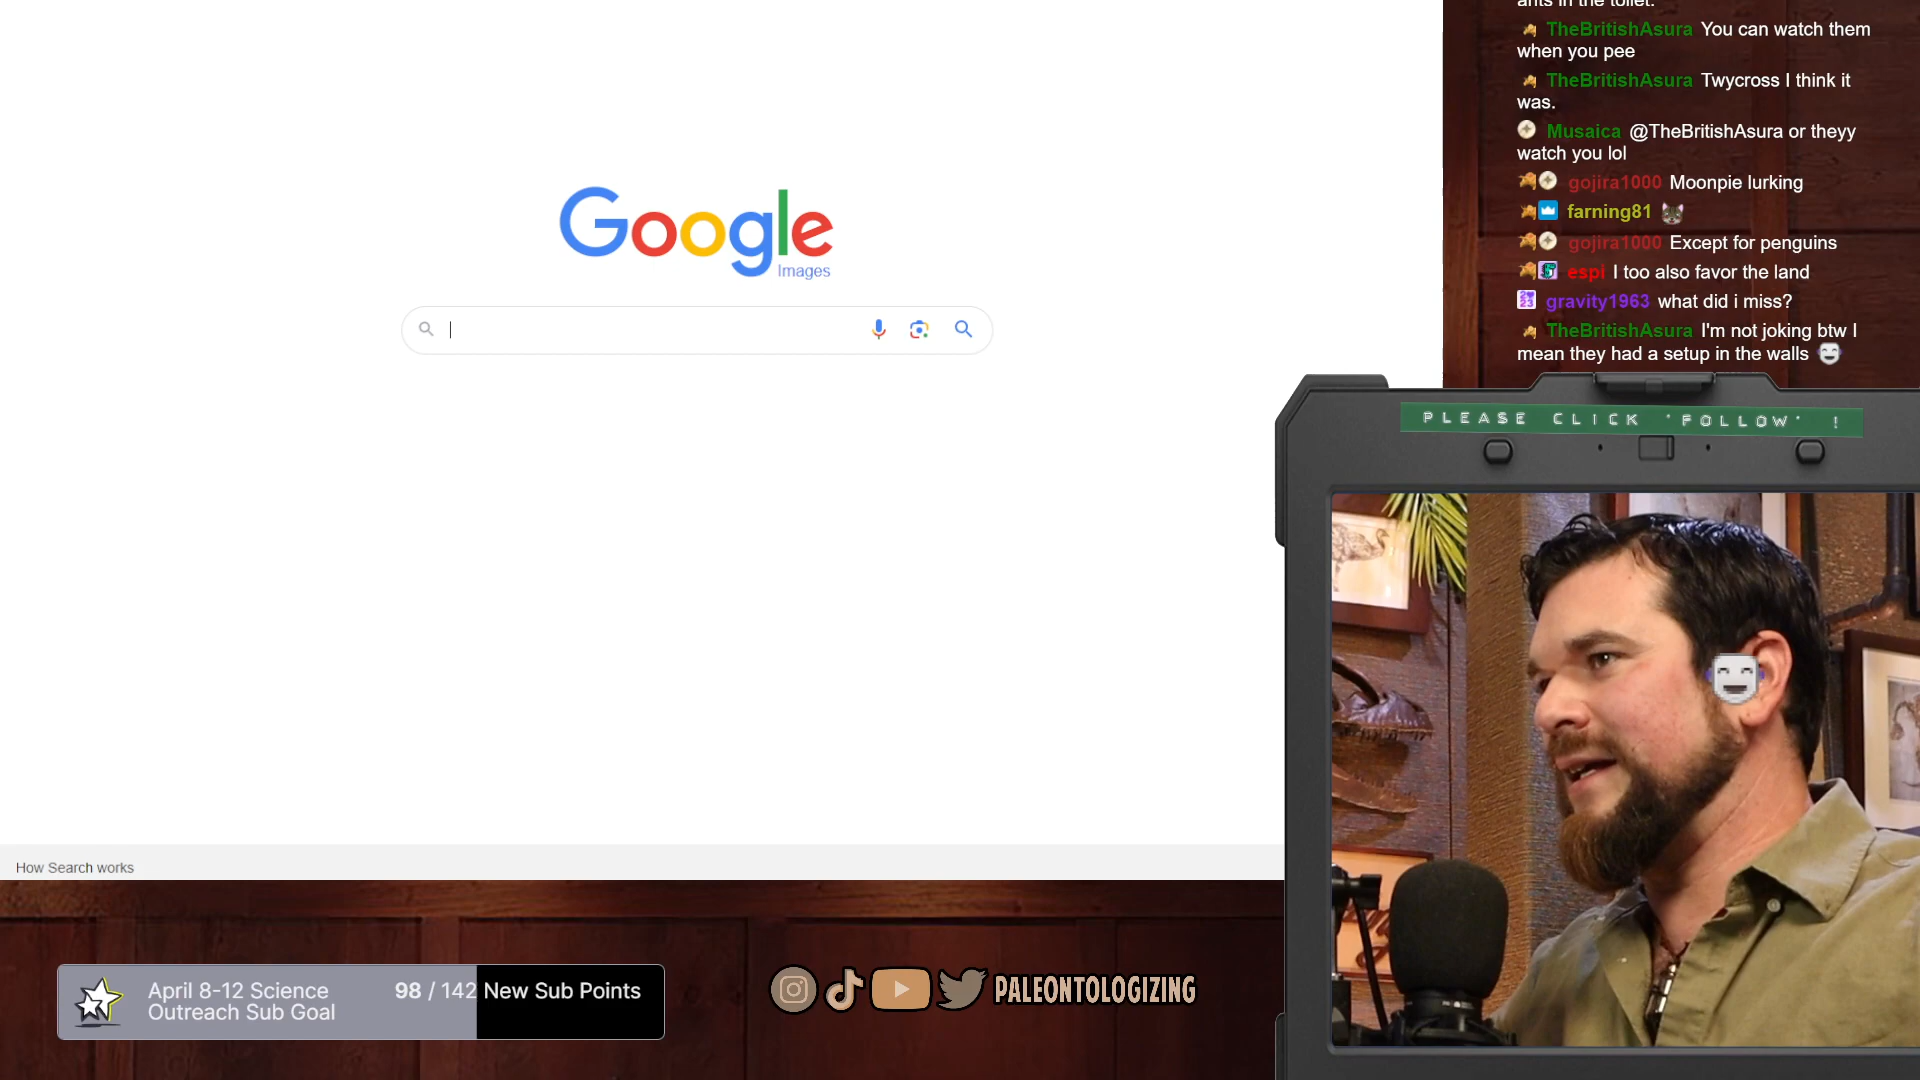 ants in the toilet.
TheBritishAsura You can watch them
when you pee
TheBritishAsura Twycross I think it
was.
Musaica @TheBritishAsura or theyy
watch you lol
gojira1000 Moonpie lurking
farning81
gojira1000 Except for penguins
espi I too also favor the land
gravity1963 what did i miss?
TheBritishAsura I'm not joking btw I
mean they had a setup in the walls
Google
Images
PLEASE CLICK "FOLLOW" !
How Search works
April 8-12 Science
Outreach Sub Goal
98 / 142 New Sub Points
PALEONTOLOGIZING